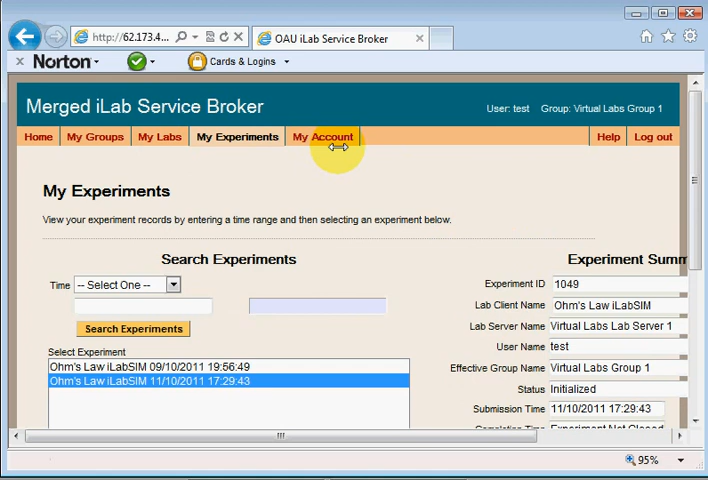 http://62.173.4...
OAU iLab Service Broker
Norton
Cards & Logins
Merged iLab Service Broker
User: test Group: Virtual Labs Group 1
Home My Groups My Labs My Experiments My Account Help Log out
My Experiments
View your experiment records by entering a time range and then selecting an experiment below.
Search Experiments
Experiment Summ
Time -- Select One --
Experiment ID 1049
Lab Client Name Ohm's Law iLabSIM
Search Experiments
Lab Server Name Virtual Labs Lab Server 1
User Name test
Select Experiment
Ohm's Law iLabSIM 09/10/2011 19:56:49
Effective Group Name Virtual Labs Group 1
Ohm's Law iLabSIM 11/10/2011 17:29:43
Status Initialized
Submission Time 11/10/2011 17:29:43
Completion Time Experiment Not Closed
95%